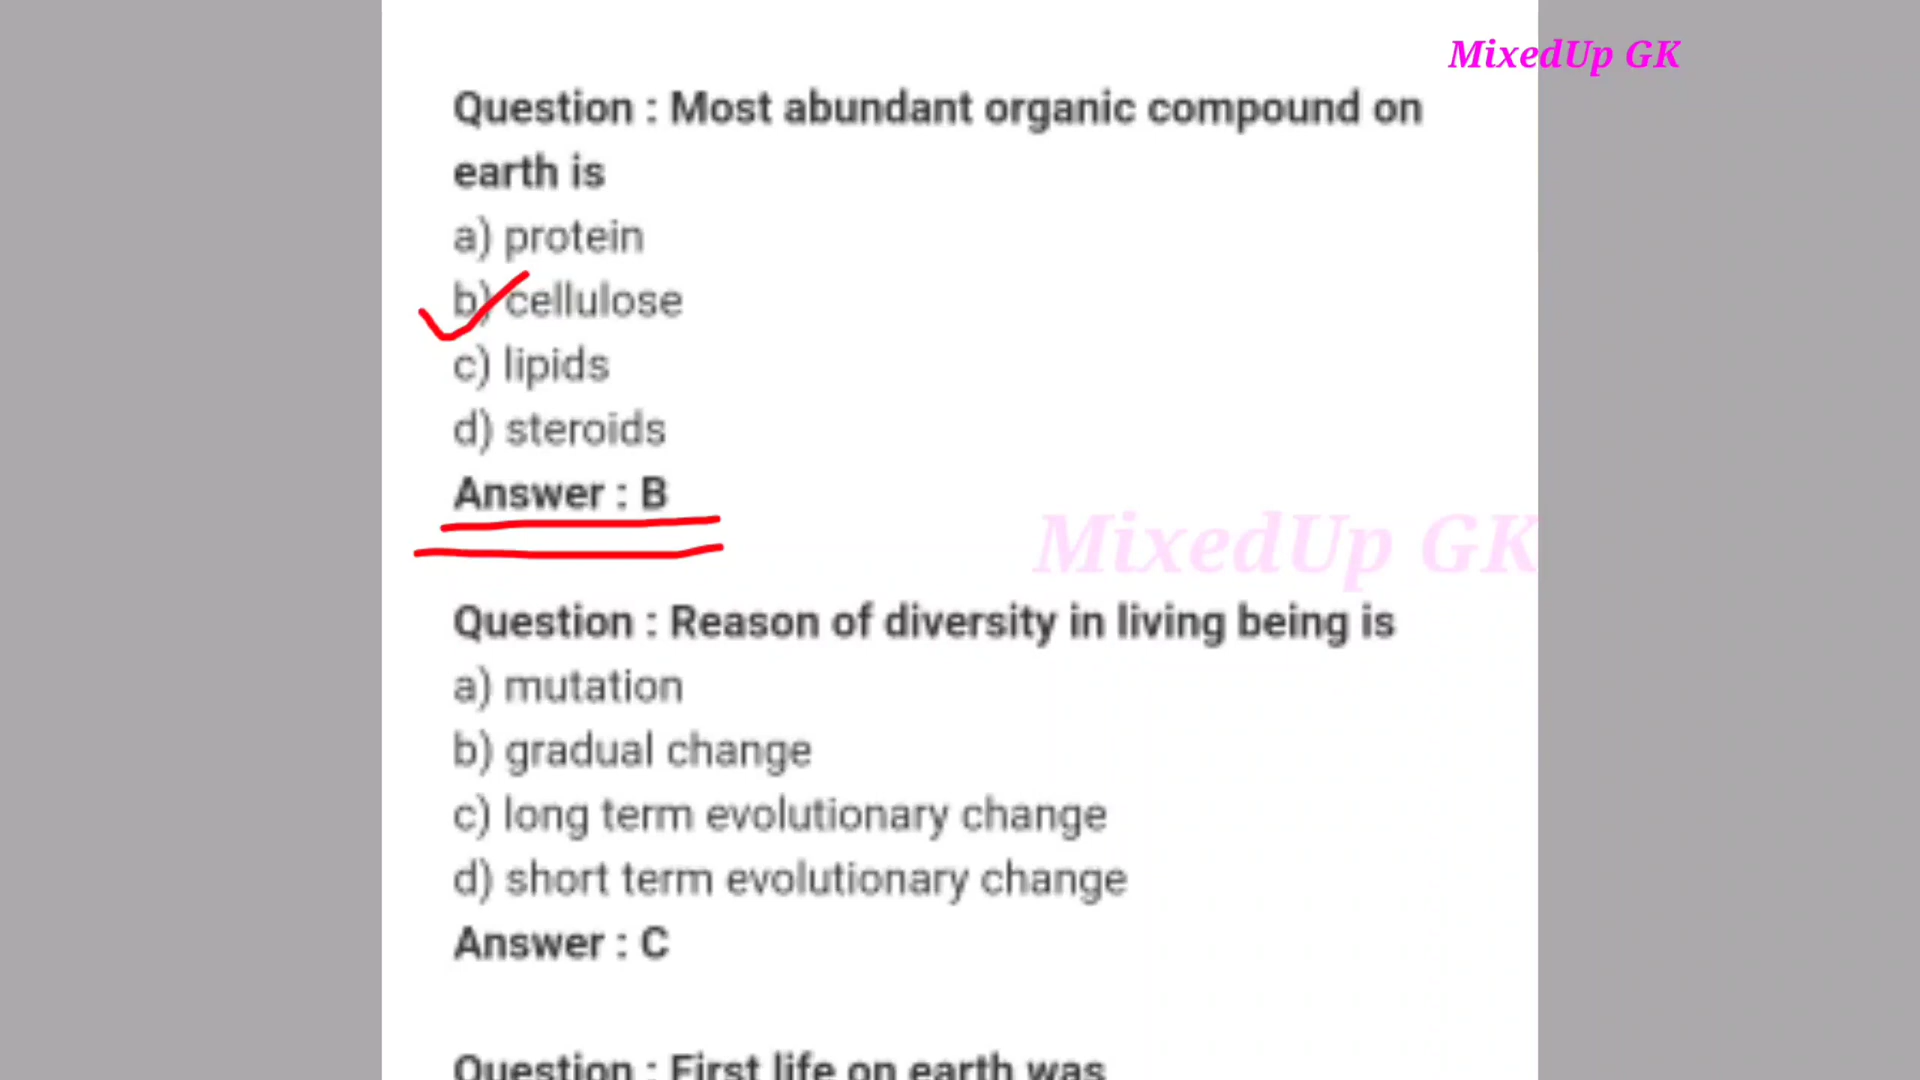 MixedUp GK
Question : Most abundant organic compound on
earth is
a) protein
b) cellulose
c) lipids
d) steroids
Answer : B
MixedUp GK
Question : Reason of diversity in living being is
a) mutation
b) gradual change
c) long term evolutionary change
d) short term evolutionary change
Answer : C
Question : First life on earth was